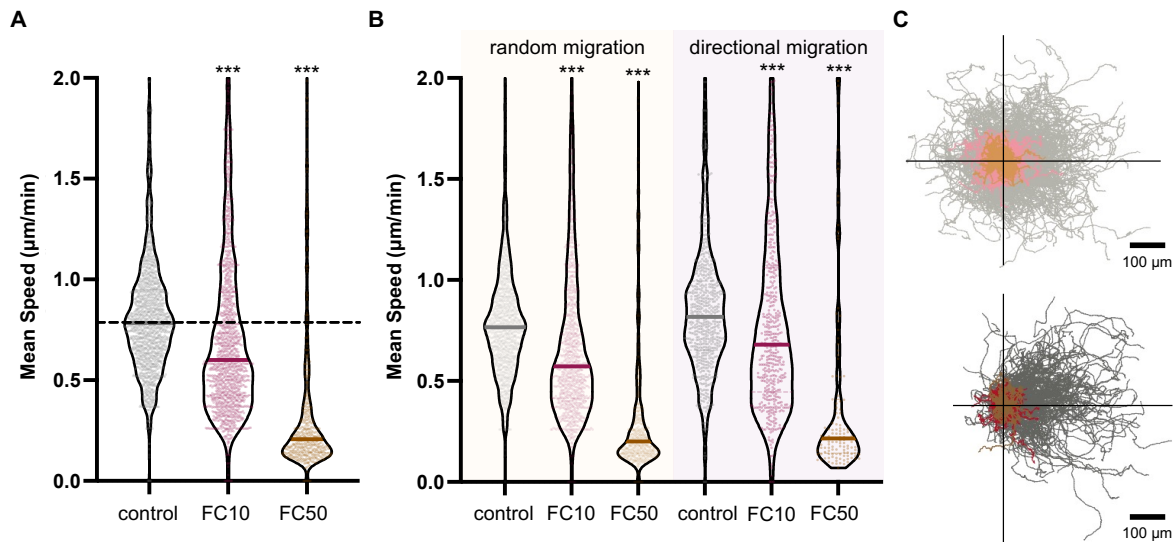 A
B
C
random migration
directional migration
***
***
***
***
***
***
2.0
1.5
1.0
0.5
0.0
Mean Speed (μm/min)
control
FC10
FC50
2.0
1.5
1.0
0.5
0.0
Mean Speed (μm/min)
control
FC10
FC50
control
FC10
FC50
100 μm
100 μm